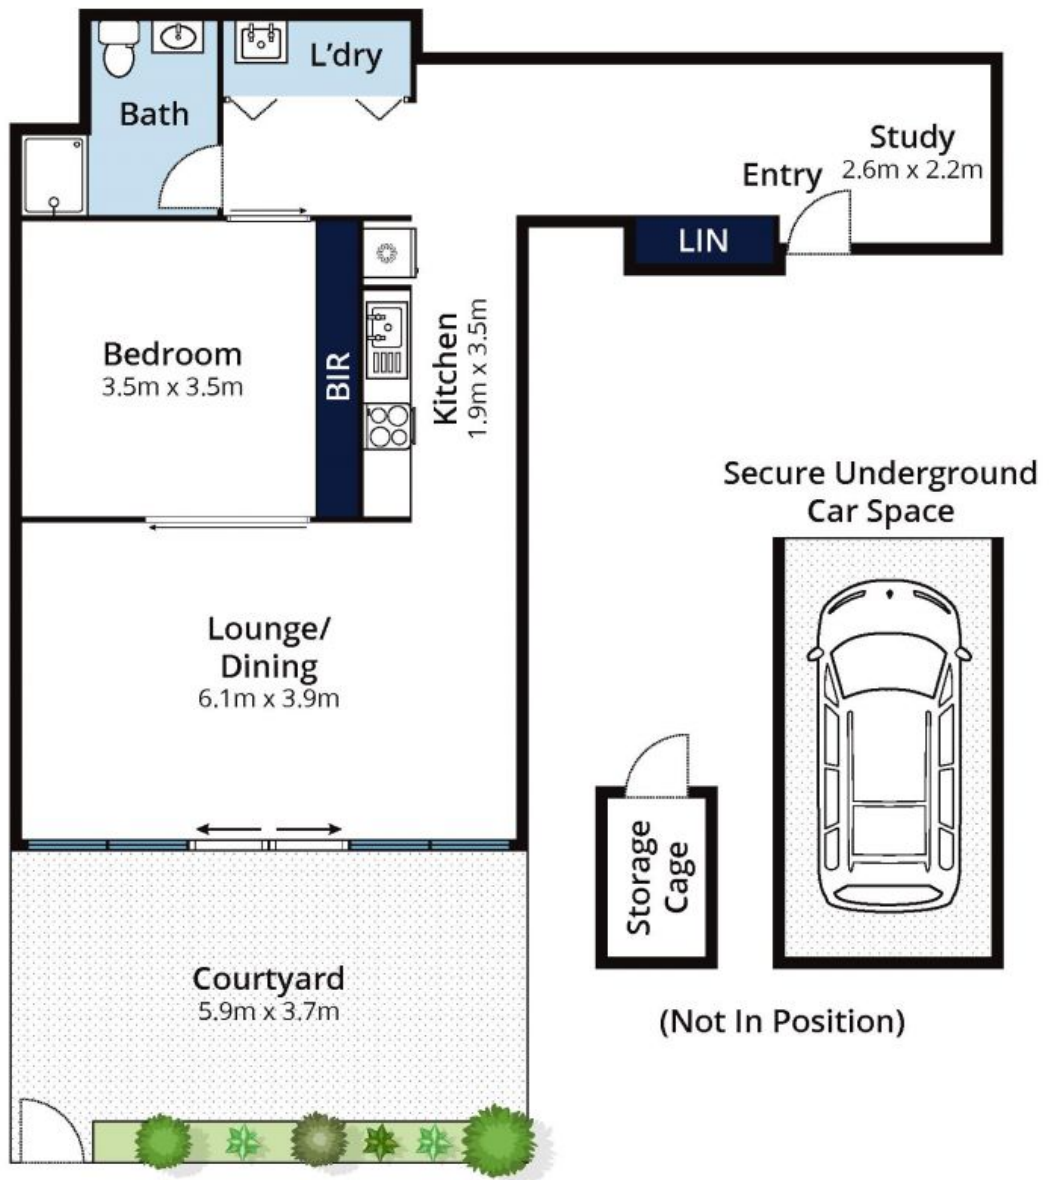 L'dry
Bath
Study
2.6m x 2.2m
Entry
LIN
Bedroom
3.5m x 3.5m
BIR
Kitchen
1.9m x 3.5m
Secure Underground
Car Space
Lounge/
Dining
6.1m x 3.9m
Storage
Cage
Courtyard
5.9m x 3.7m
(Not In Position)